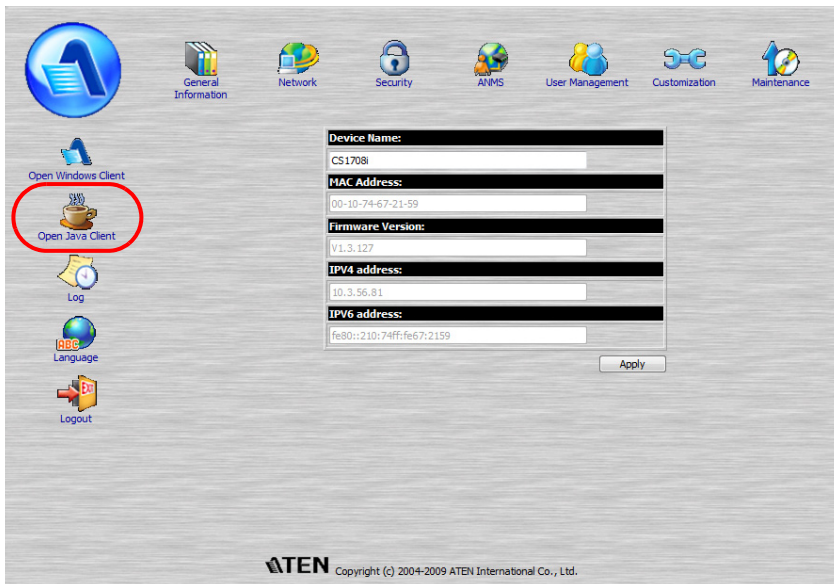 General
Information
Network
Security
ANMS
User Management
Customization
Maintenance
Open Windows Client
Open Java Client
Log
ABC
Language
EXIT
Logout
Device Name:
CS1708i
MAC Address:
00-10-74-67-21-59
Firmware Version:
V1.3.127
IPV4 address:
10.3.56.81
IPV6 address:
fe80::210:74ff:fe67:2159
Apply
ATEN Copyright (c) 2004-2009 ATEN International Co., Ltd.